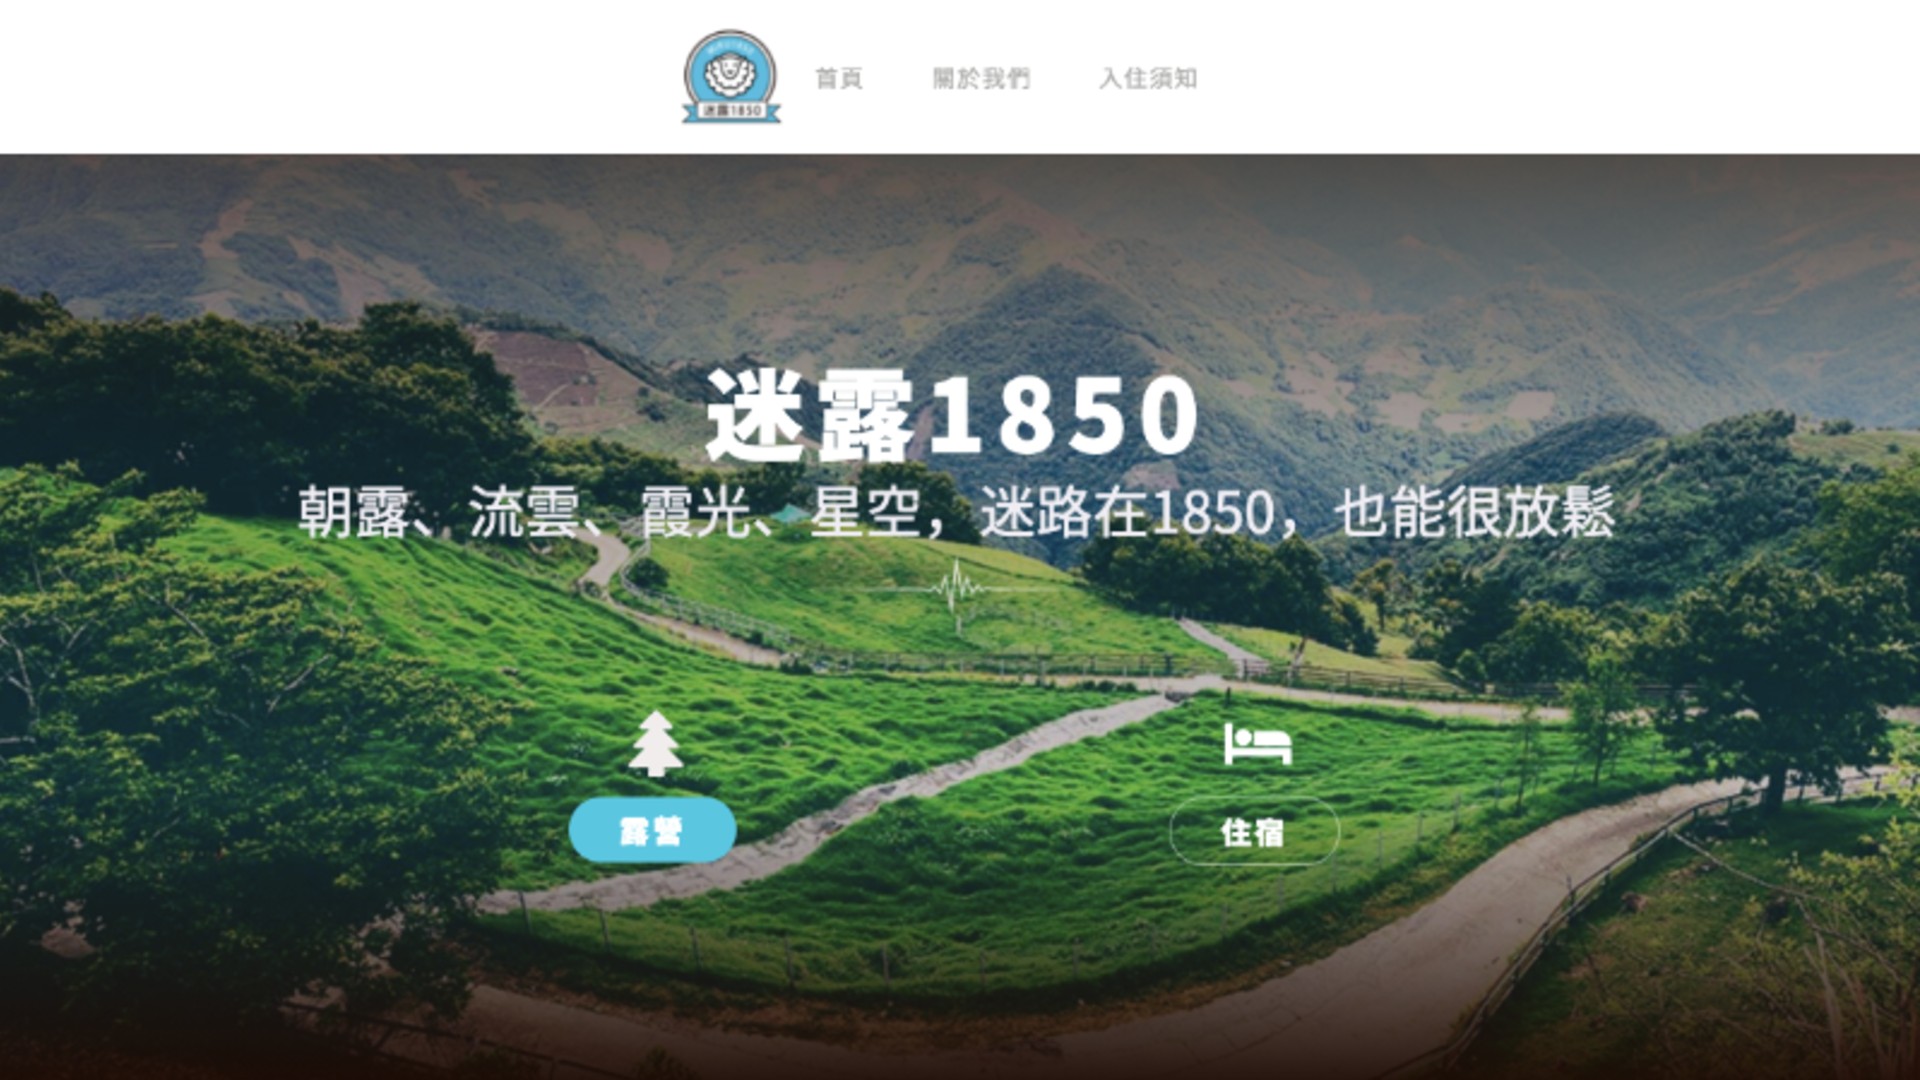 迷露1850
首頁
關於我們
入住須知
迷露1850
朝露、流雲、霞光、星空，迷路在1850，也能很放鬆
露營
住宿